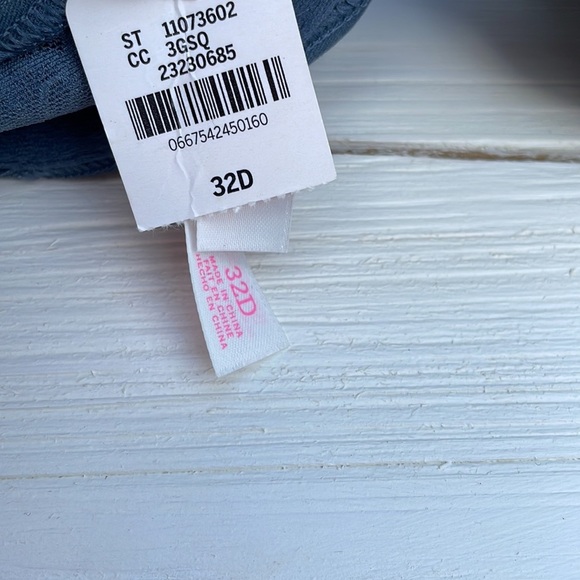 ST 11073602
CC 3GSQ
23230685
0667542450160
32D
32D
MADE IN CHINA
FAIT EN CHINE
HECHO EN CHINA